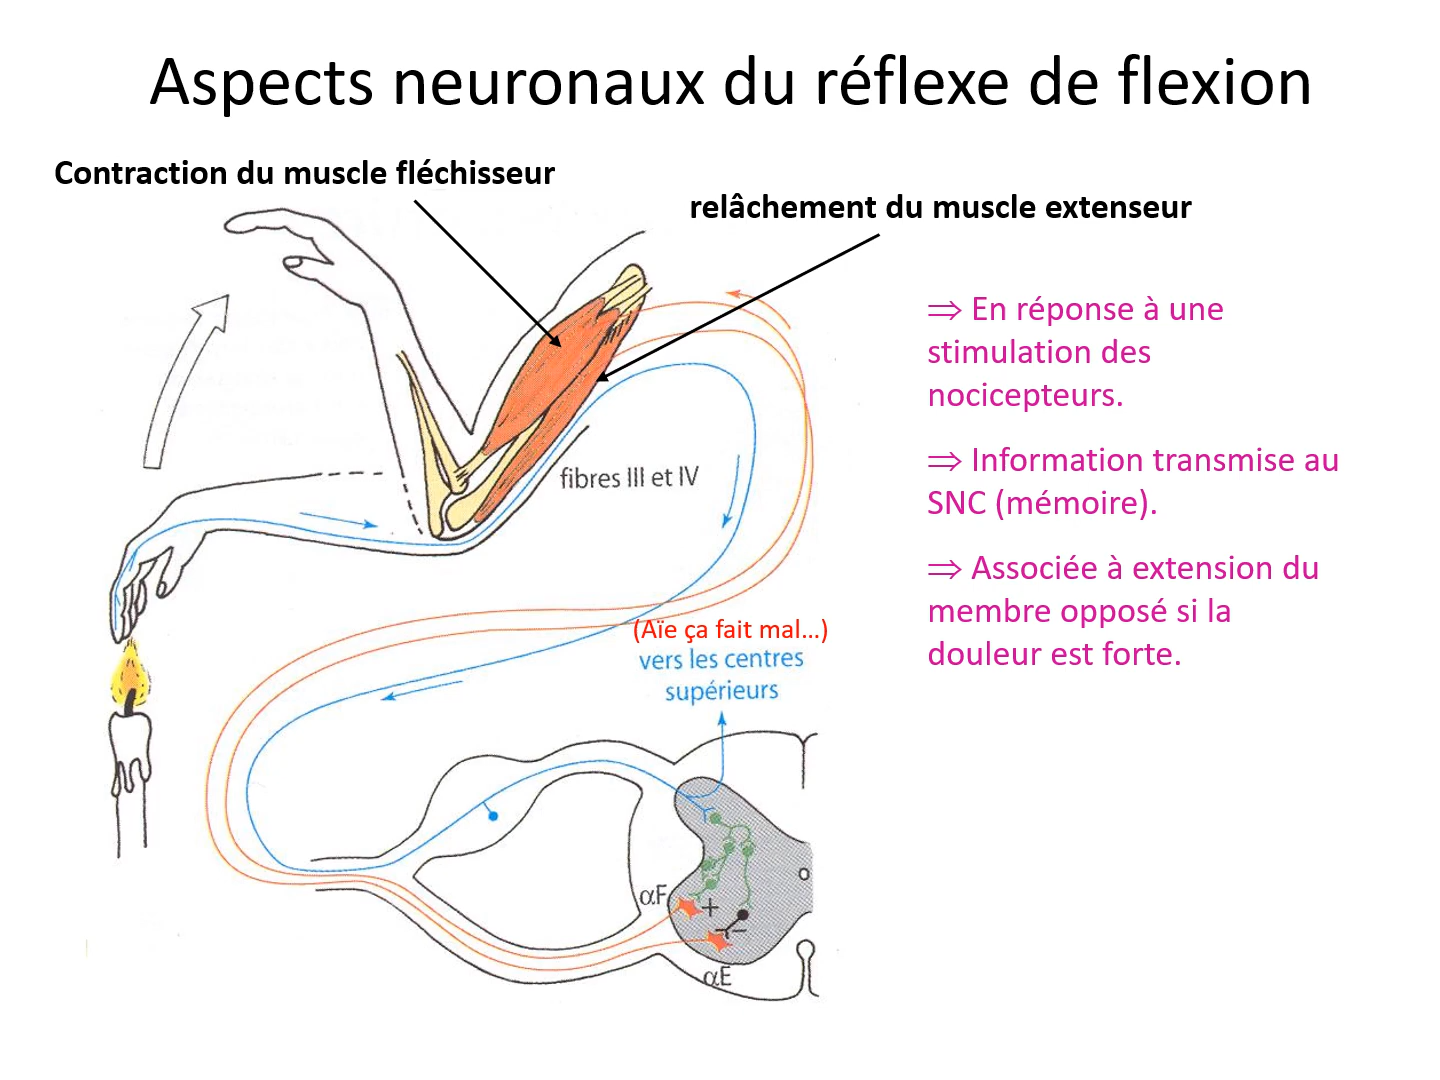 Aspects neuronaux du réflexe de flexion
Contraction du muscle fléchisseur
relâchement du muscle extenseur
⇒ En réponse à une
stimulation des
nocicepteurs.
⇒ Information transmise au
SNC (mémoire).
⇒ Associée à extension du
membre opposé si la
douleur est forte.
fibres III et IV
(Aïe ça fait mal…)
vers les centres
supérieurs
αF
+
−
αE